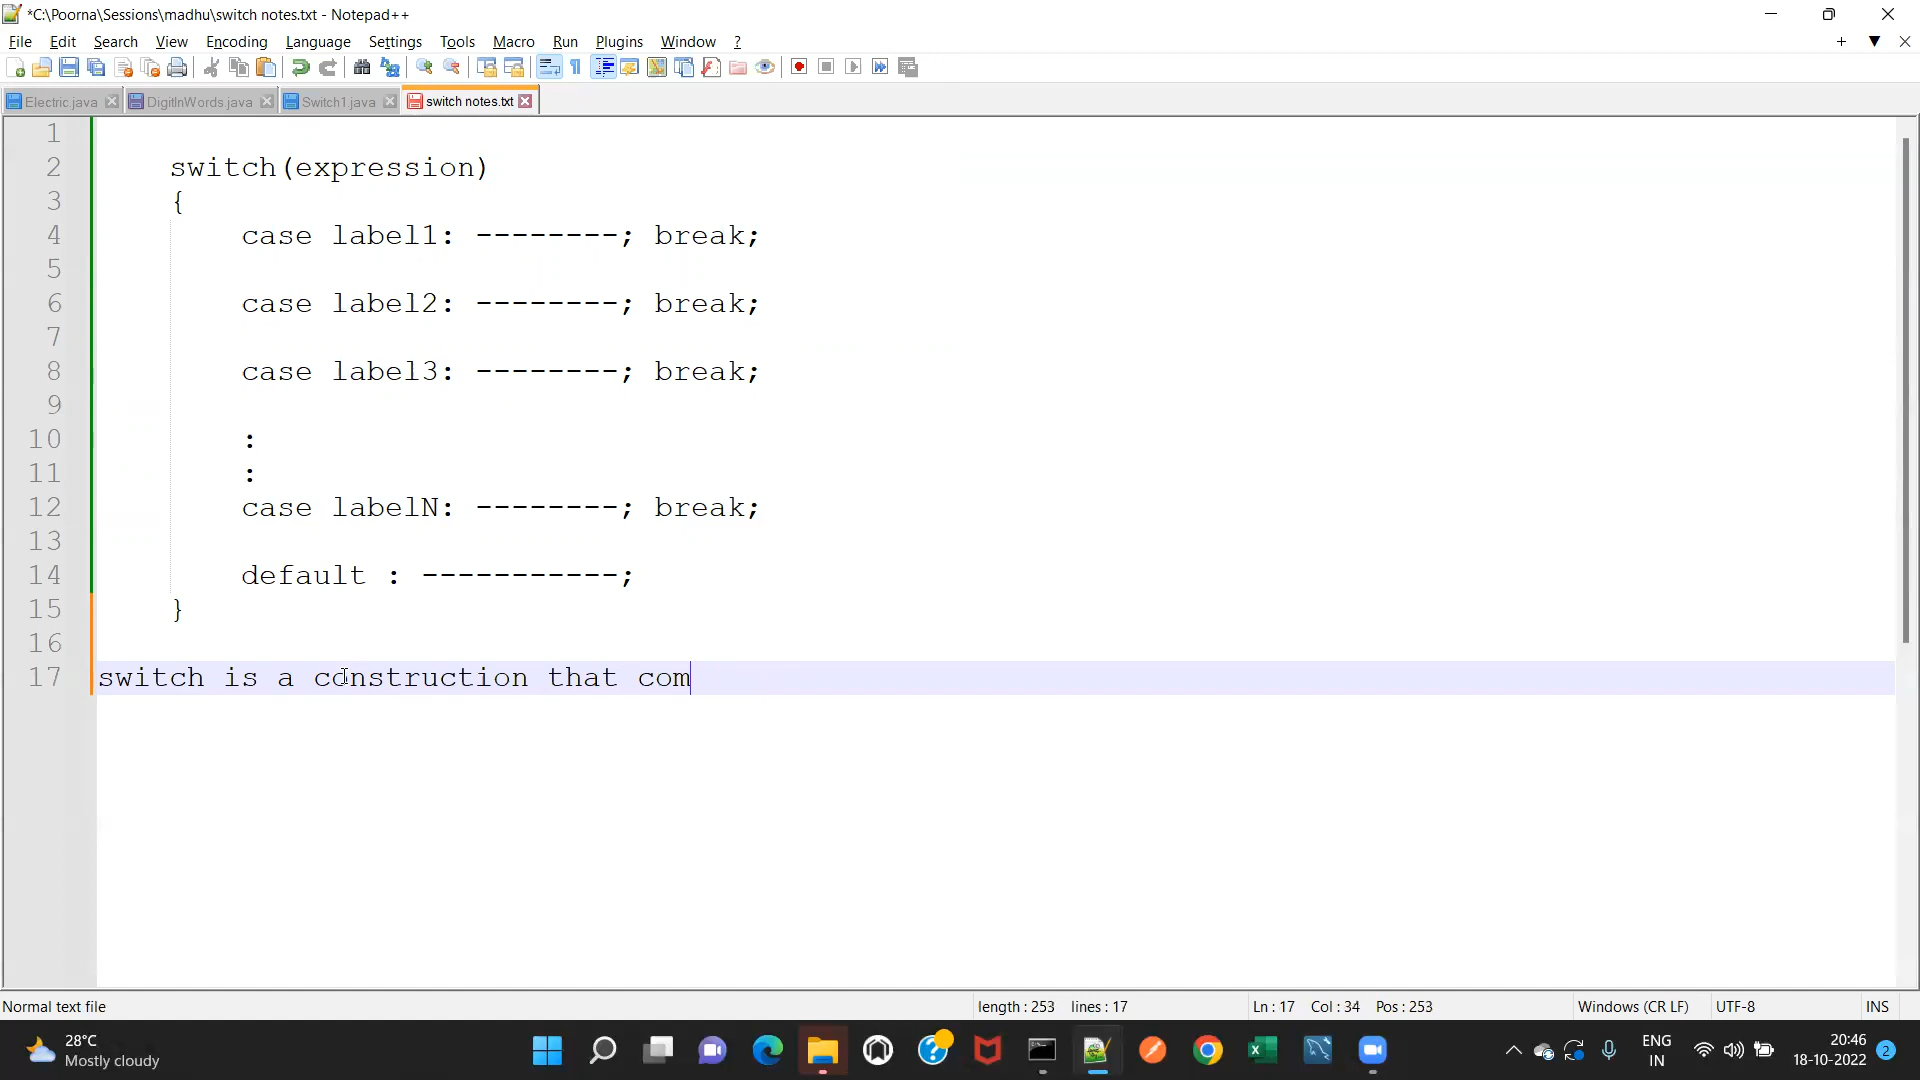 *C:\Poorna\Sessions\madhu\switch notes.txt - Notepad++
File Edit Search View Encoding Language Settings Tools Macro Run Plugins Window ?
Electric.java DigitInWords.java Switch1.java switch notes.txt
1
2 switch(expression)
3 {
4 case label1: --------; break;
5
6 case label2: --------; break;
7
8 case label3: --------; break;
9
10 :
11 :
12 case labelN: --------; break;
13
14 default : -----------;
15 }
16
17 switch is a construction that com
Normal text file length : 253 lines : 17 Ln : 17 Col : 34 Pos : 253 Windows (CR LF) UTF-8 INS
28°C
Mostly cloudy
ENG
IN
20:46
18-10-2022
2